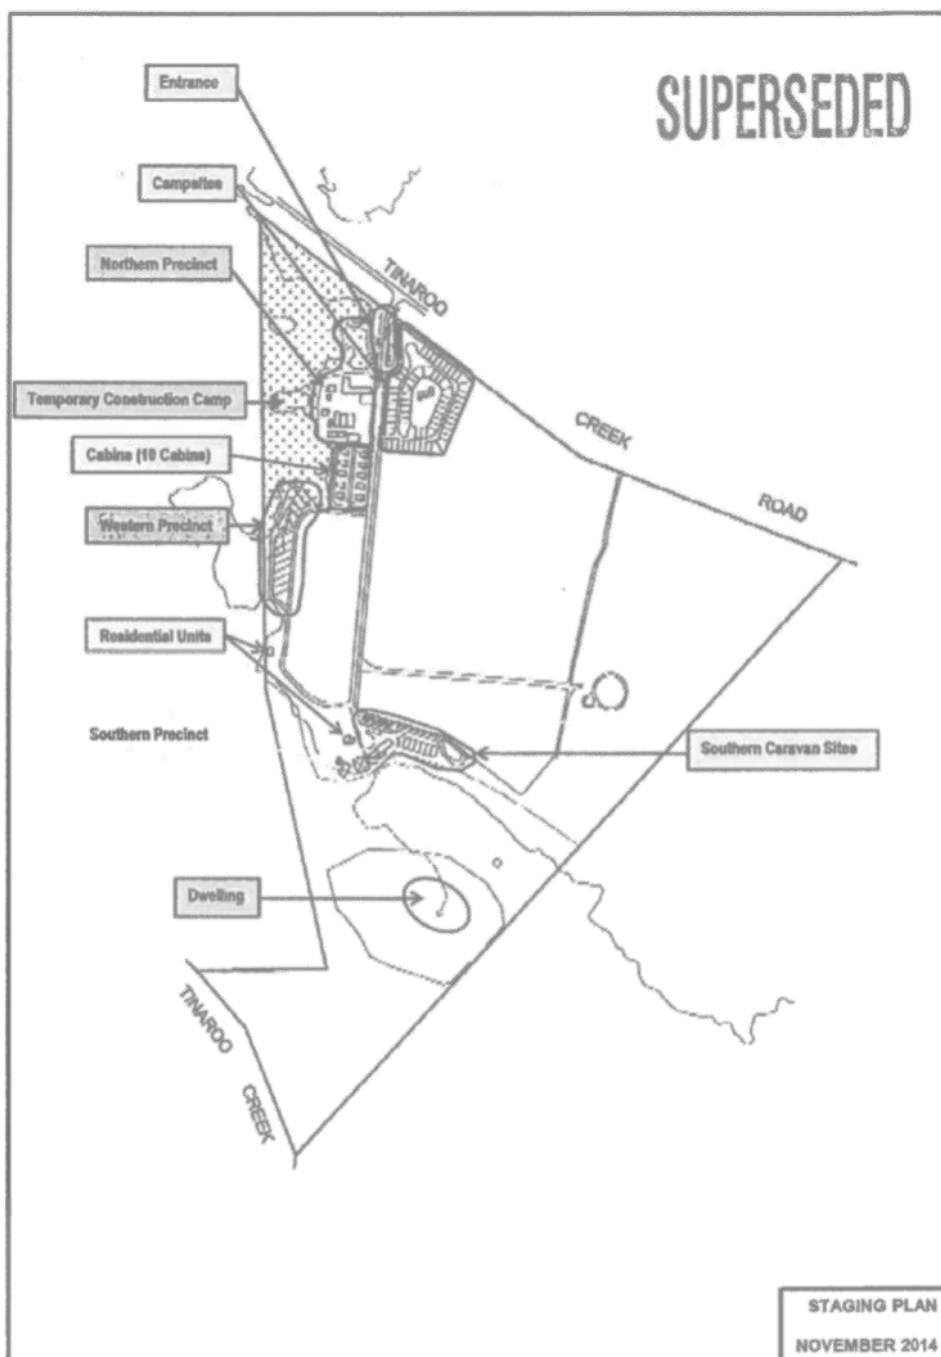 SUPERSEDED
Entrance
Campsites
Northern Precinct
TINAROO
Temporary Construction Camp
CREEK
Cabins (10 Cabins)
ROAD
Western Precinct
Residential Units
Southern Precinct
Southern Caravan Sites
Dwelling
TINAROO
CREEK
STAGING PLAN
NOVEMBER 2014